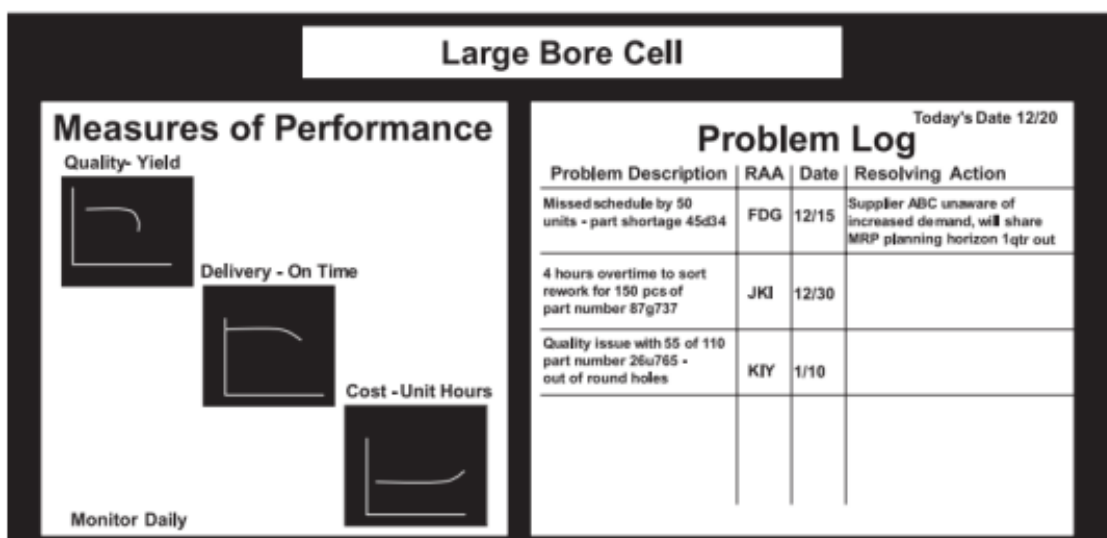 Large Bore Cell
Measures of Performance
Quality- Yield
Delivery - On Time
Cost -Unit Hours
Monitor Daily
Today's Date 12/20
Problem Log
Problem Description RAA Date Resolving Action
Missed schedule by 50
units - part shortage 45d34
FDG
12/15
Supplier ABC unaware of
increased demand, will share
MRP planning horizon 1qtr out
4 hours overtime to sort
rework for 150 pcs of
part number 87g737
JKI
12/30
Quality issue with 55 of 110
part number 26u765 -
out of round holes
KIY
1/10